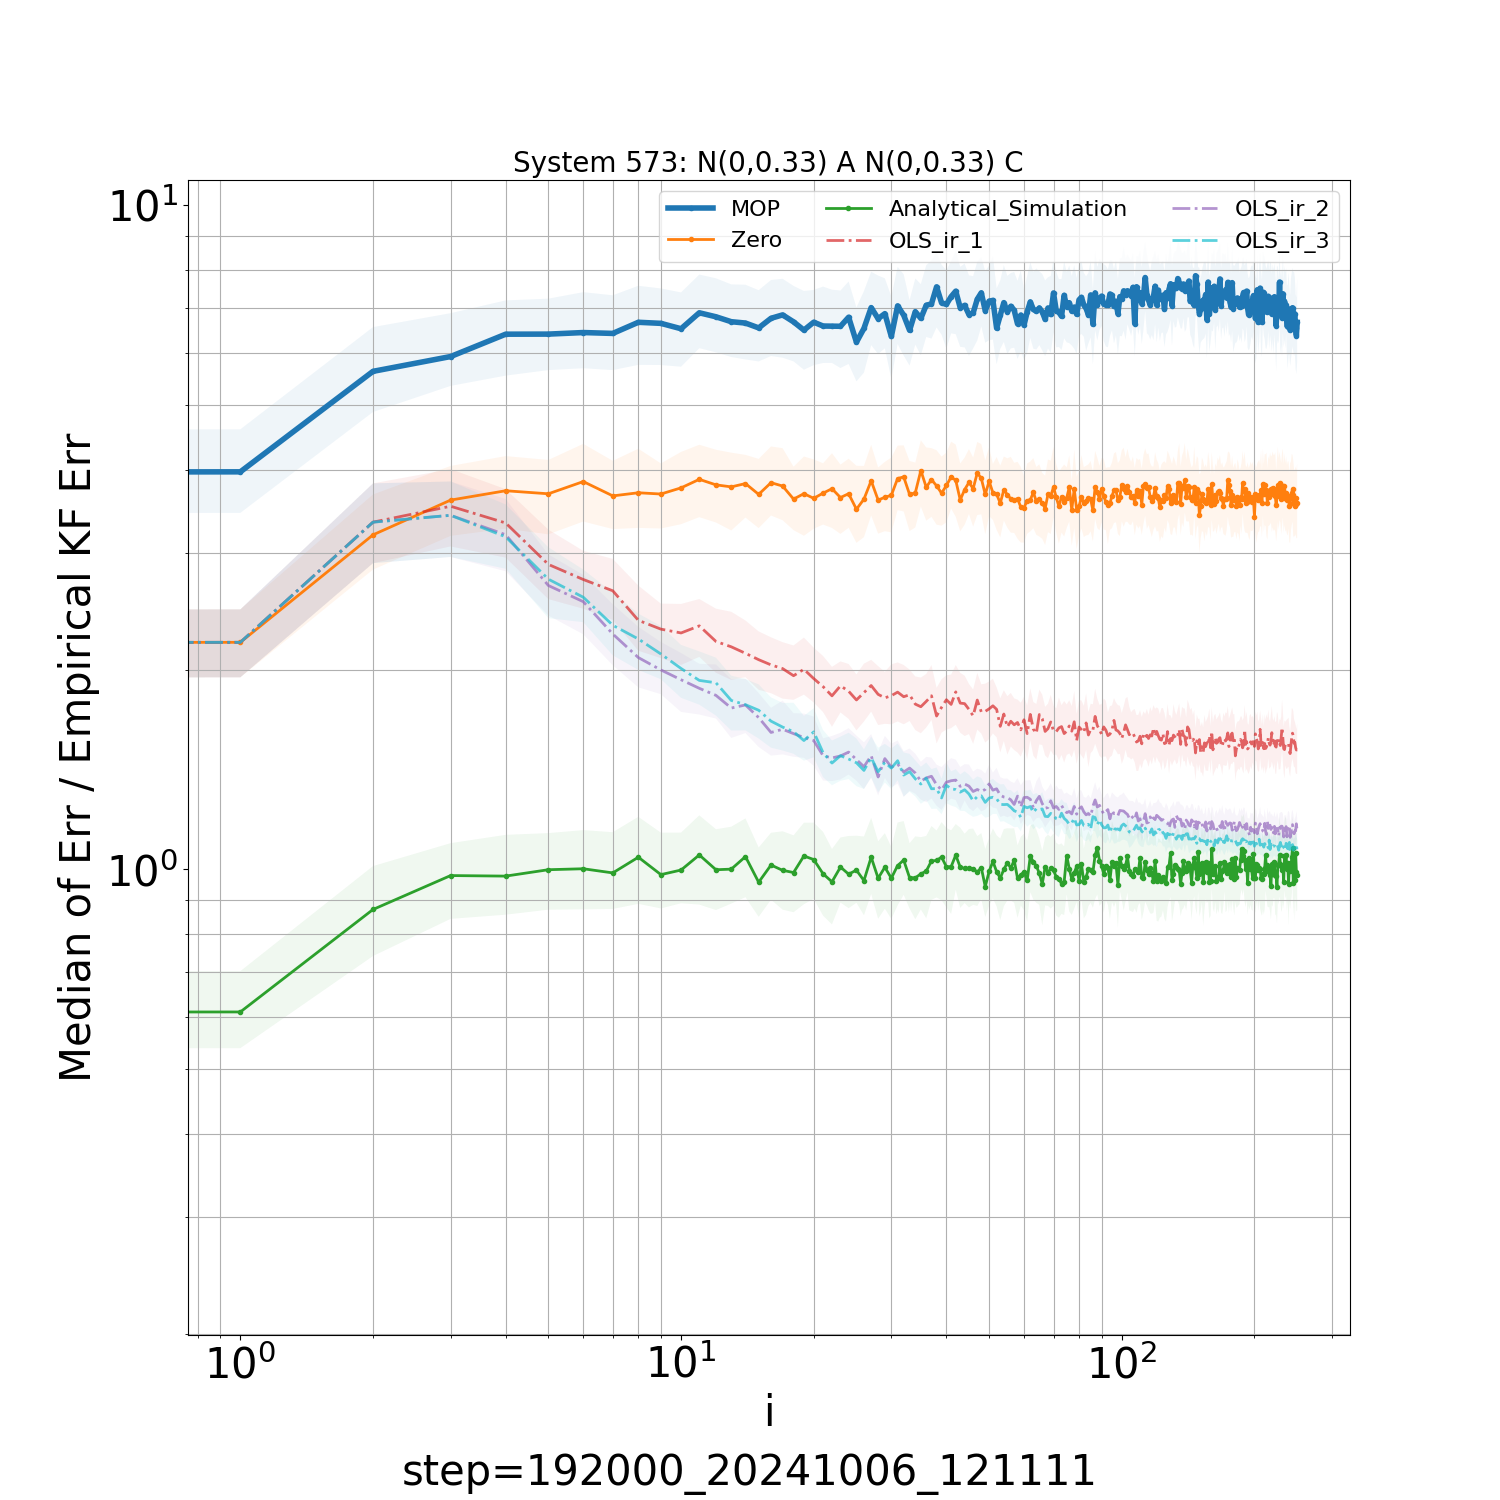 System 573: N(0,0.33) A N(0,0.33) C
MOP
Zero
Analytical_Simulation
OLS_ir_1
OLS_ir_2
OLS_ir_3
Median of Err / Empirical KF Err
10¹
10⁰
10⁰
10¹
10²
i
step=192000_20241006_121111